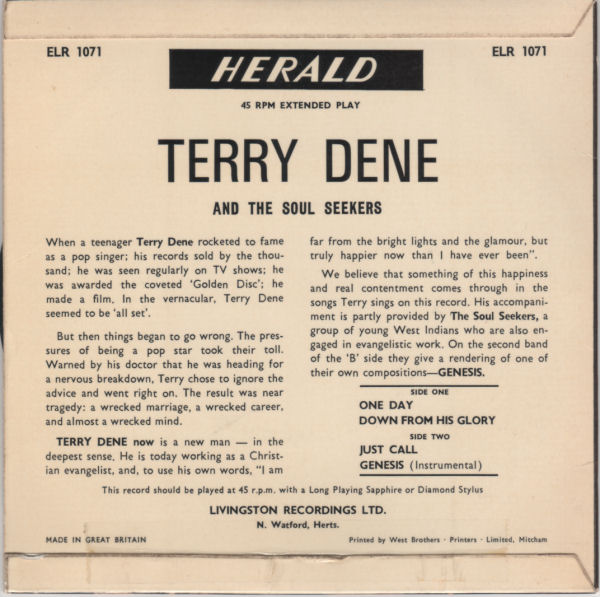 ELR 1071
ELR 1071
HERALD
45 RPM EXTENDED PLAY
TERRY DENE
AND THE SOUL SEEKERS
When a teenager Terry Dene rocketed to fame
as a pop singer; his records sold by the thou-
sand; he was seen regularly on TV shows; he
was awarded the coveted 'Golden Disc'; he
made a film. In the vernacular, Terry Dene
seemed to be 'all set'.
But then things began to go wrong. The pres-
sures of being a pop star took their toll.
Warned by his doctor that he was heading for
a nervous breakdown, Terry chose to ignore the
advice and went right on. The result was near
tragedy: a wrecked marriage, a wrecked career,
and almost a wrecked mind.
TERRY DENE now is a new man — in the
deepest sense. He is today working as a Christ-
ian evangelist, and, to use his own words, "I am
far from the bright lights and the glamour, but
truly happier now than I have ever been".
We believe that something of this happiness
and real contentment comes through in the
songs Terry sings on this record. His accompani-
ment is partly provided by The Soul Seekers, a
group of young West Indians who are also en-
gaged in evangelistic work. On the second band
of the 'B' side they give a rendering of one of
their own compositions—GENESIS.
SIDE ONE
ONE DAY
DOWN FROM HIS GLORY
SIDE TWO
JUST CALL
GENESIS (Instrumental)
This record should be played at 45 r.p.m. with a Long Playing Sapphire or Diamond Stylus
LIVINGSTON RECORDINGS LTD.
N. Watford, Herts.
MADE IN GREAT BRITAIN
Printed by West Brothers · Printers · Limited, Mitcham